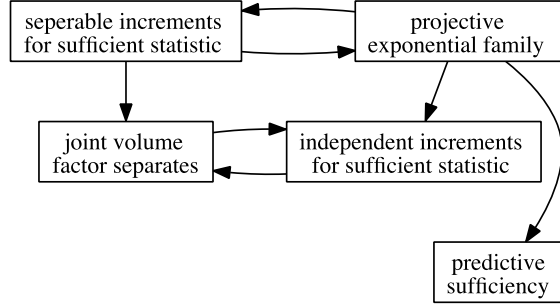 seperable increments
for sufficient statistic
projective
exponential family
joint volume
factor separates
independent increments
for sufficient statistic
predictive
sufficiency